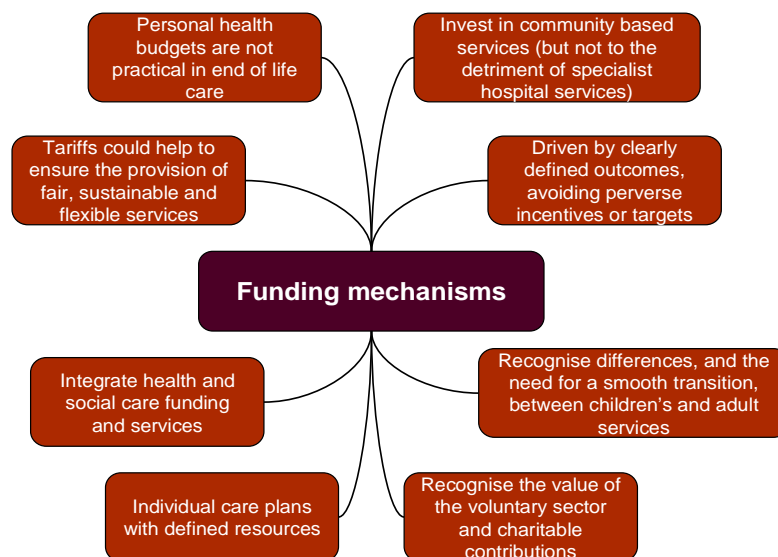 Personal health
budgets are not
practical in end of life
care
Invest in community based
services (but not to the
detriment of specialist
hospital services)
Tariffs could help to
ensure the provision of
fair, sustainable and
flexible services
Driven by clearly
defined outcomes,
avoiding perverse
incentives or targets
Funding mechanisms
Integrate health and
social care funding
and services
Recognise differences, and the
need for a smooth transition,
between children’s and adult
services
Individual care plans
with defined resources
Recognise the value of
the voluntary sector
and charitable
contributions